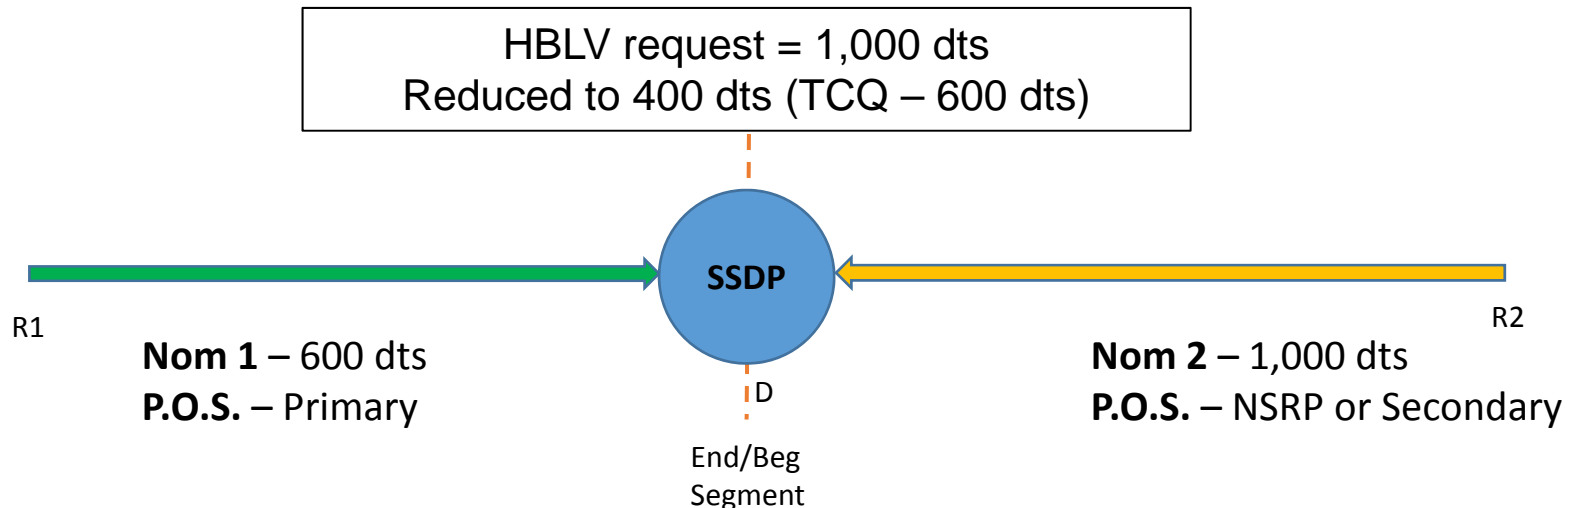 HBLV request = 1,000 dts
Reduced to 400 dts (TCQ – 600 dts)
SSDP
R1
R2
Nom 1 – 600 dts
P.O.S. – Primary
Nom 2 – 1,000 dts
P.O.S. – NSRP or Secondary
D
End/Beg
Segment